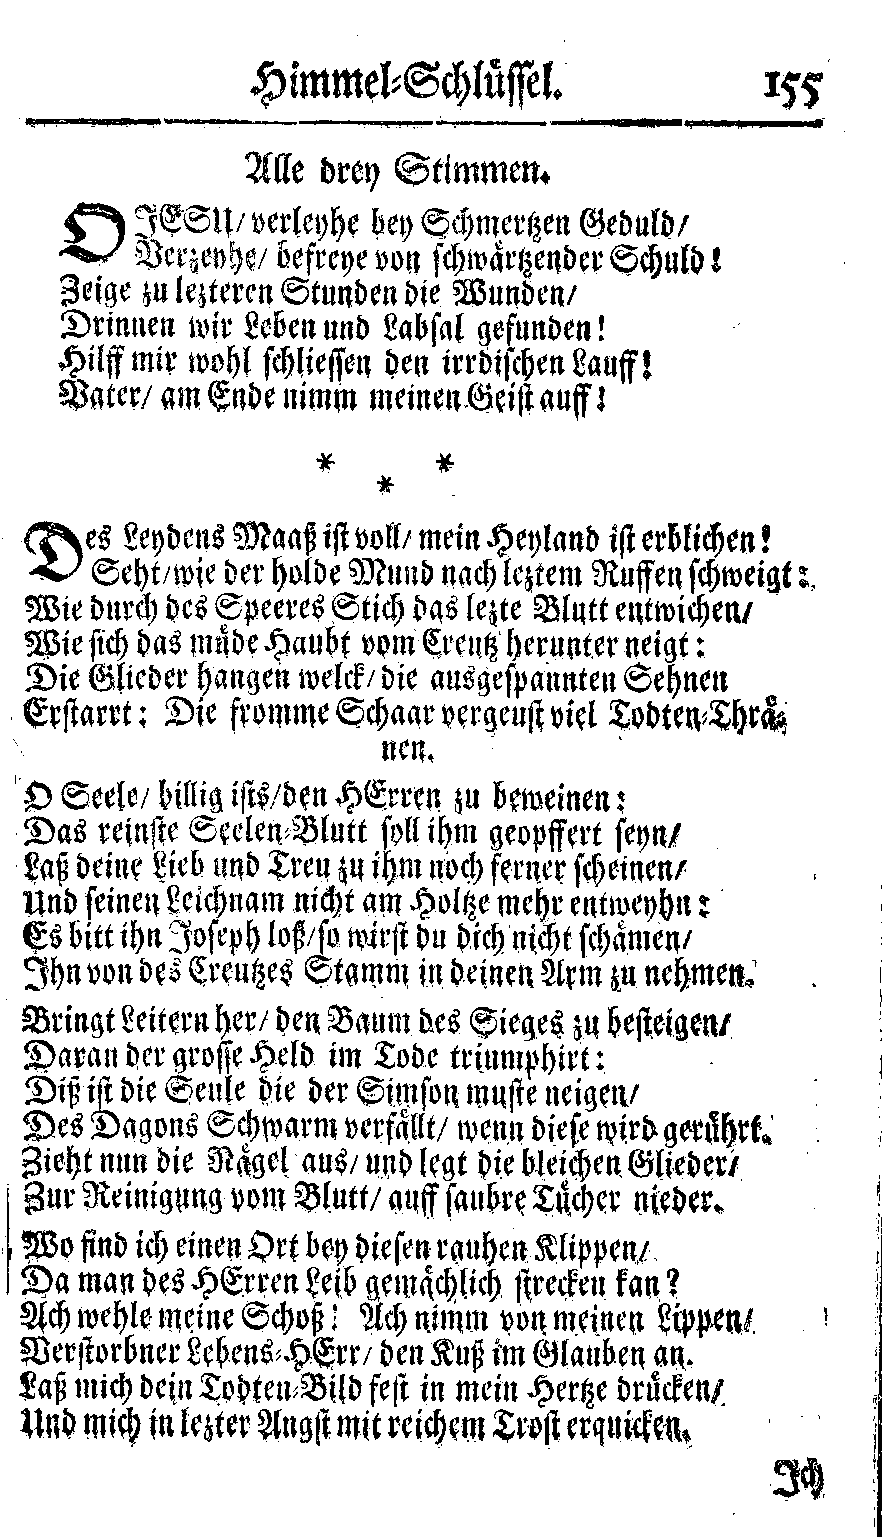 Himmel-Schlüssel. 155
Alle drey Stimmen.
O JESU/ verleyhe bey Schmertzen Geduld/
Verzeyhe/ befreye von schwärtzender Schuld!
Zeige zu lezteren Stunden die Wunden/
Drinnen wir Leben und Labsal gefunden!
Hilff mir wohl schliessen den irrdischen Lauff!
Vater/ am Ende nimm meinen Geist auff!
* *
*
Des Leydens Maaß ist voll/ mein Heyland ist erblichen!
Seht/ wie der holde Mund nach leztem Ruffen schweigt:
Wie durch des Speeres Stich das lezte Blutt entwichen/
Wie sich das müde Haubt vom Creutz herunter neigt:
Die Glieder hangen welck/ die ausgespannten Sehnen
Erstarrt: Die fromme Schaar vergeust viel Todten-Thrä-
nen.
O Seele/ billig ists/ den HErren zu beweinen:
Das reinste Seelen-Blutt soll ihm geopffert seyn/
Laß deine Lieb und Treu zu ihm noch ferner scheinen/
Und seinen Leichnam nicht am Holtze mehr entweyhn:
Es bitt ihn Joseph loß/ so wirst du dich nicht schämen/
Ihn von des Creutzes Stamm in deinen Arm zu nehmen.
Bringt Leitern her/ den Baum des Sieges zu besteigen/
Daran der grosse Held im Tode triumphirt:
Diß ist die Seule die der Simson muste neigen/
Des Dagons Schwarm verfällt/ wenn diese wird gerührt.
Zieht nun die Nägel aus/ und legt die bleichen Glieder/
Zur Reinigung vom Blutt/ auff saubre Tücher nieder.
Wo find ich einen Ort bey diesen rauhen Klippen/
Da man des HErren Leib gemächlich strecken kan?
Ach wehle meine Schoß! Ach nimm von meinen Lippen/
Verstorbner Lebens-HErr/ den Kuß im Glauben an.
Laß mich dein Todten-Bild fest in mein Hertze drücken/
Und mich in lezter Angst mit reichem Trost erquicken.
Ich